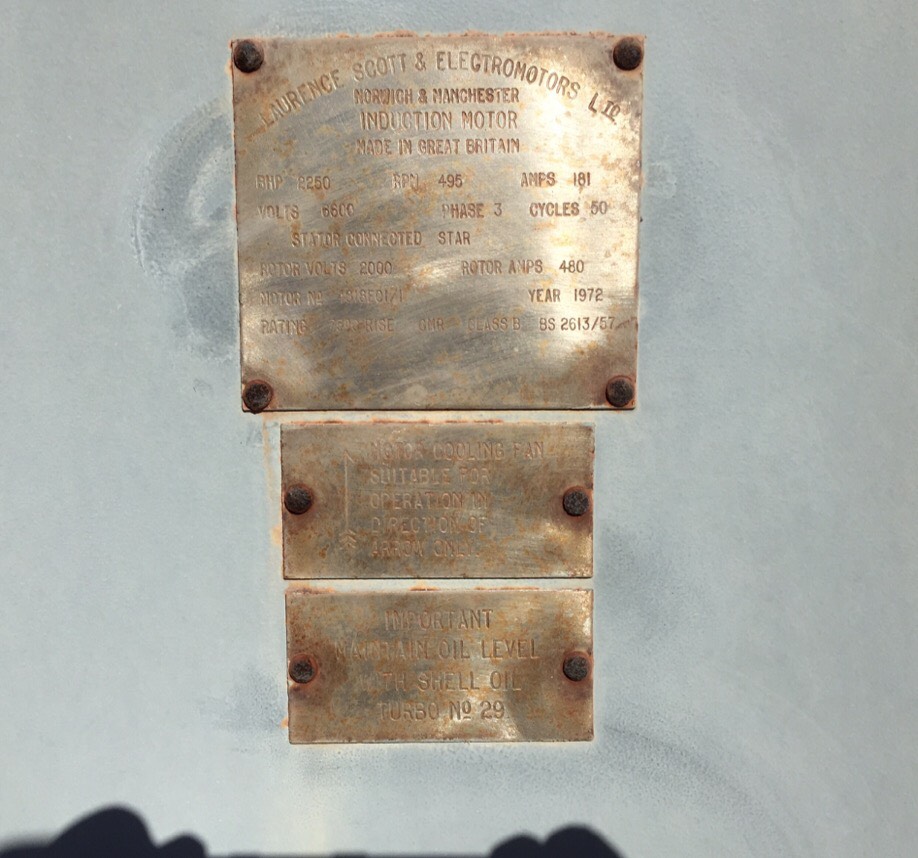 LAURENCE SCOTT & ELECTROMOTORS LTD
NORWICH & MANCHESTER
INDUCTION MOTOR
MADE IN GREAT BRITAIN
BHP 2250 RPM 495 AMPS 181
VOLTS 6600 PHASE 3 CYCLES 50
STATOR CONNECTED STAR
ROTOR VOLTS 2000 ROTOR AMPS 480
MOTOR Nº YEAR 1972
RATING RISE CMR CLASS B BS 2613/57
MOTOR COOLING FAN
SUITABLE FOR
OPERATION IN
DIRECTION OF
ARROW ONLY
IMPORTANT
MAINTAIN OIL LEVEL
WITH SHELL OIL
TURBO Nº 29